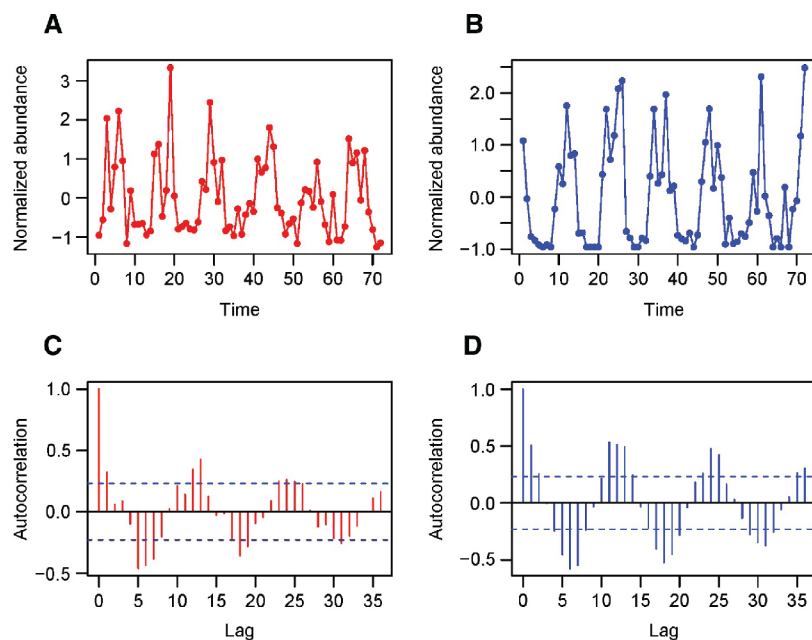 A
Normalized abundance
3
2
1
0
−1
0 10 20 30 40 50 60 70
Time
B
Normalized abundance
2.0
1.0
0.0
−1.0
0 10 20 30 40 50 60 70
Time
C
Autocorrelation
1.0
0.5
0.0
−0.5
0 5 10 15 20 25 30 35
Lag
D
Autocorrelation
1.0
0.5
0.0
−0.5
0 5 10 15 20 25 30 35
Lag